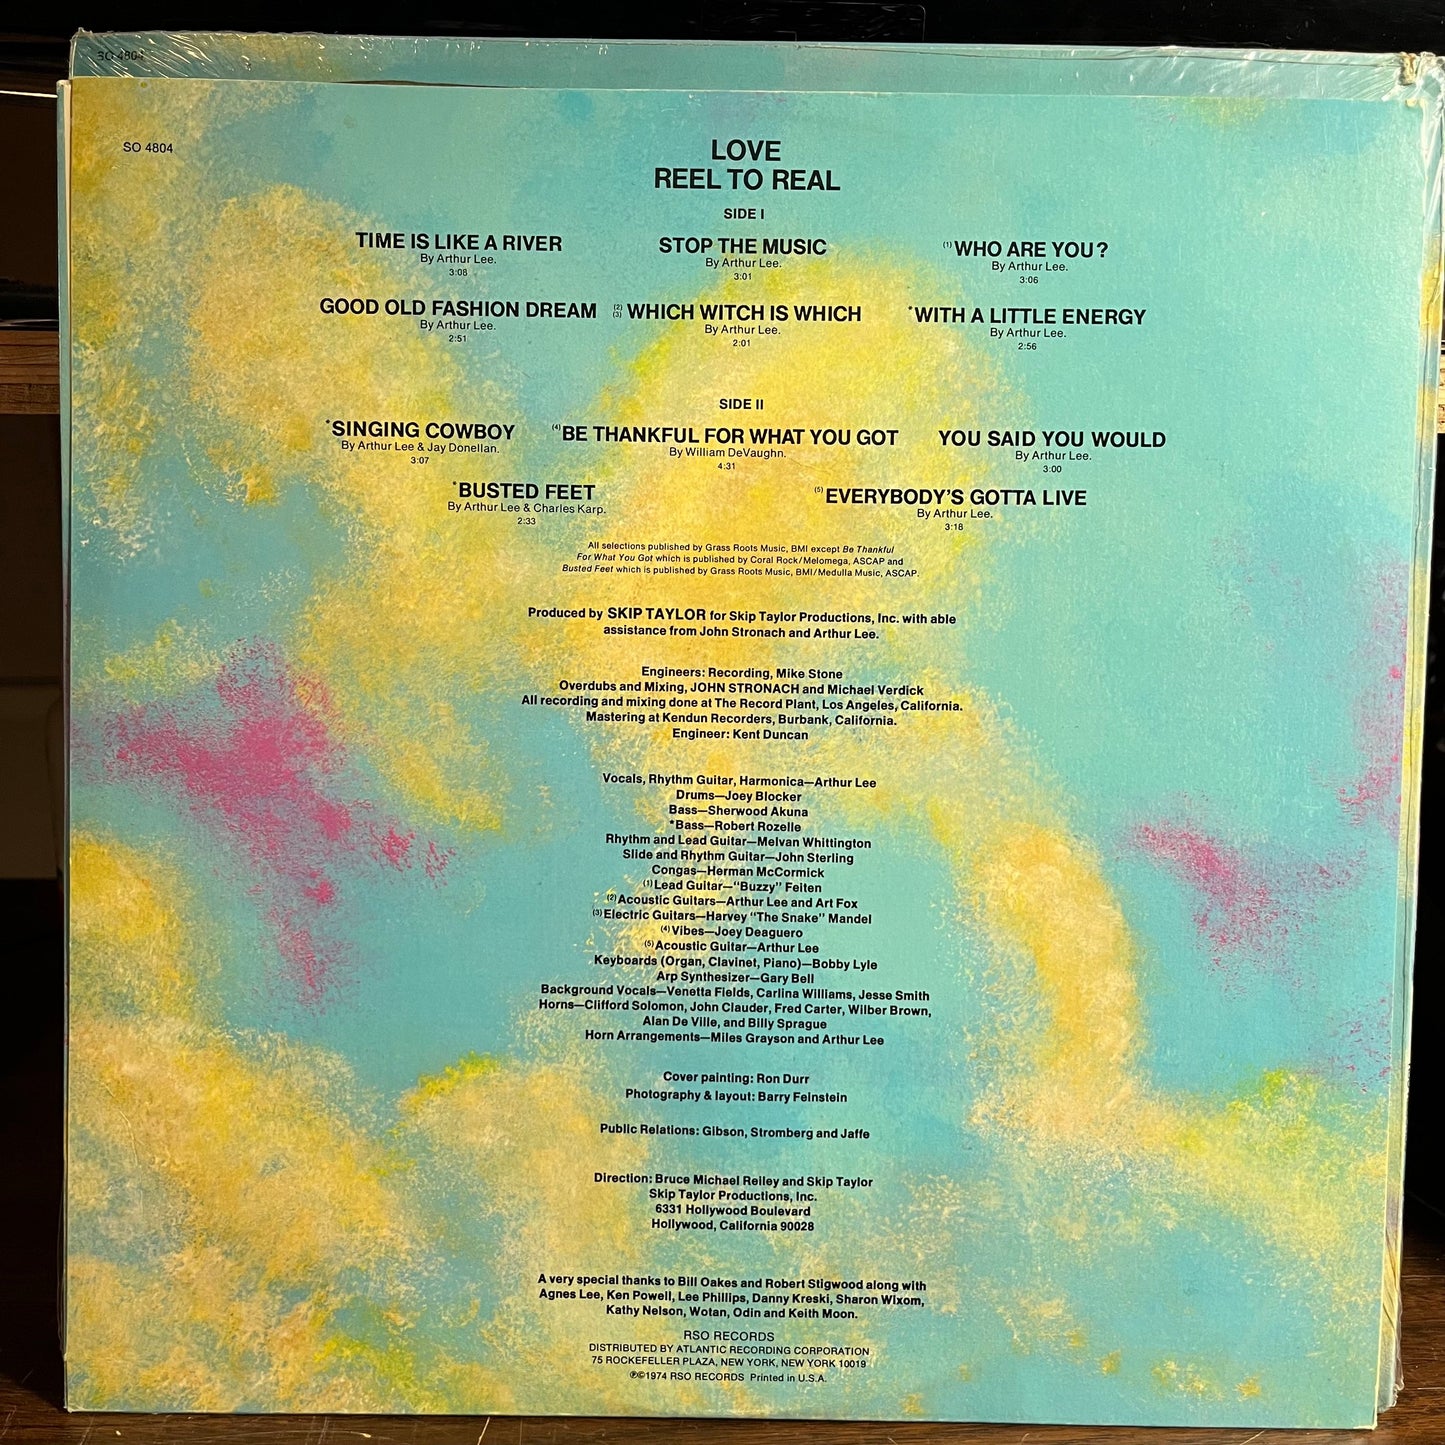 SO 4804
SO 4804
LOVE
REEL TO REAL
SIDE I
TIME IS LIKE A RIVER
By Arthur Lee.
3:08
STOP THE MUSIC
By Arthur Lee.
3:01
(1) WHO ARE YOU?
By Arthur Lee.
3:06
GOOD OLD FASHION DREAM
By Arthur Lee.
2:51
(2) (3) WHICH WITCH IS WHICH
By Arthur Lee.
2:01
*WITH A LITTLE ENERGY
By Arthur Lee.
2:56
SIDE II
*SINGING COWBOY
By Arthur Lee & Jay Donellan.
3:07
(4) BE THANKFUL FOR WHAT YOU GOT
By William DeVaughn.
4:31
YOU SAID YOU WOULD
By Arthur Lee.
3:00
*BUSTED FEET
By Arthur Lee & Charles Karp.
2:33
(5) EVERYBODY'S GOTTA LIVE
By Arthur Lee.
3:18
All selections published by Grass Roots Music, BMI except Be Thankful
For What You Got which is published by Coral Rock/Melomega, ASCAP and
Busted Feet which is published by Grass Roots Music, BMI/Medulla Music, ASCAP.
Produced by SKIP TAYLOR for Skip Taylor Productions, Inc. with able
assistance from John Stronach and Arthur Lee.
Engineers: Recording, Mike Stone
Overdubs and Mixing, JOHN STRONACH and Michael Verdick
All recording and mixing done at The Record Plant, Los Angeles, California.
Mastering at Kendun Recorders, Burbank, California.
Engineer: Kent Duncan
Vocals, Rhythm Guitar, Harmonica—Arthur Lee
Drums—Joey Blocker
Bass—Sherwood Akuna
*Bass—Robert Rozelle
Rhythm and Lead Guitar—Melvan Whittington
Slide and Rhythm Guitar—John Sterling
Congas—Herman McCormick
(1) Lead Guitar—"Buzzy" Feiten
(2) Acoustic Guitars—Arthur Lee and Art Fox
(3) Electric Guitars—Harvey "The Snake" Mandel
(4) Vibes—Joey Deaguero
(5) Acoustic Guitar—Arthur Lee
Keyboards (Organ, Clavinet, Piano)—Bobby Lyle
Arp Synthesizer—Gary Bell
Background Vocals—Venetta Fields, Carlina Williams, Jesse Smith
Horns—Clifford Solomon, John Clauder, Fred Carter, Wilber Brown,
Alan De Ville, and Billy Sprague
Horn Arrangements—Miles Grayson and Arthur Lee
Cover painting: Ron Durr
Photography & layout: Barry Feinstein
Public Relations: Gibson, Stromberg and Jaffe
Direction: Bruce Michael Reiley and Skip Taylor
Skip Taylor Productions, Inc.
6331 Hollywood Boulevard
Hollywood, California 90028
A very special thanks to Bill Oakes and Robert Stigwood along with
Agnes Lee, Ken Powell, Lee Phillips, Danny Kreski, Sharon Wixom,
Kathy Nelson, Wotan, Odin and Keith Moon.
RSO RECORDS
DISTRIBUTED BY ATLANTIC RECORDING CORPORATION
75 ROCKEFELLER PLAZA, NEW YORK, NEW YORK 10019
℗©1974 RSO RECORDS Printed in U.S.A.